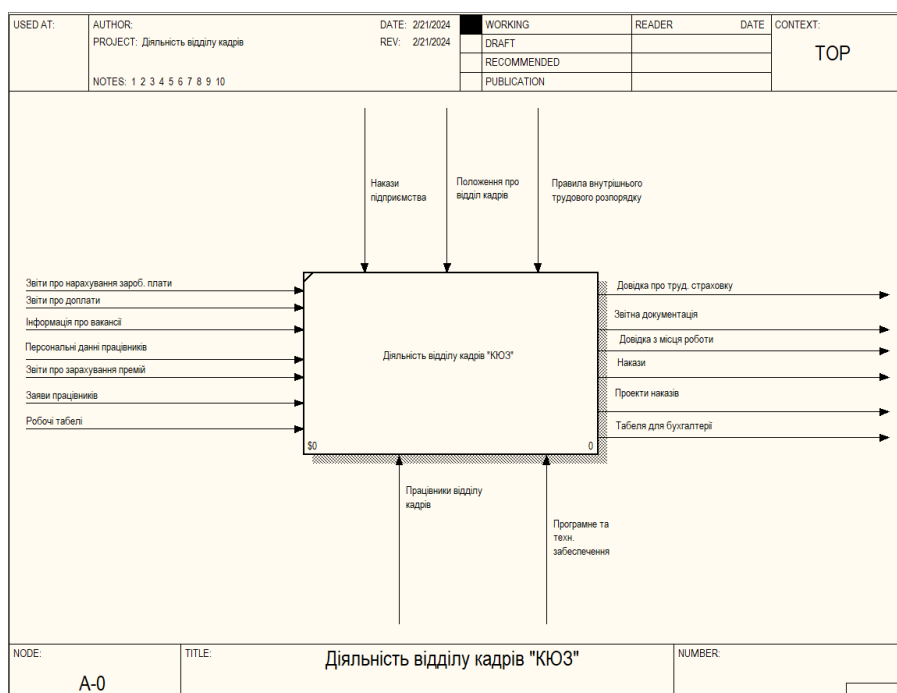 USED AT:
AUTHOR:
DATE: 2/21/2024
WORKING
READER
DATE
CONTEXT:
PROJECT: Діяльність відділу кадрів
REV: 2/21/2024
DRAFT
TOP
RECOMMENDED
NOTES: 1 2 3 4 5 6 7 8 9 10
PUBLICATION
Накази
підприємства
Положення про
відділ кадрів
Правила внутрішнього
трудового розпорядку
Звіти про нарахування зароб. плати
Звіти про доплати
Інформація про вакансії
Персональні данні працівників
Звіти про зарахування премій
Заяви працівників
Робочі табелі
Діяльність відділу кадрів "КЮЗ"
$0
0
Довідка про труд. страховку
Звітна документація
Довідка з місця роботи
Накази
Проекти наказів
Табеля для бухгалтерії
Працівники відділу
кадрів
Програмне та
техн.
забеспечення
NODE:
A-0
TITLE:
Діяльність відділу кадрів "КЮЗ"
NUMBER: